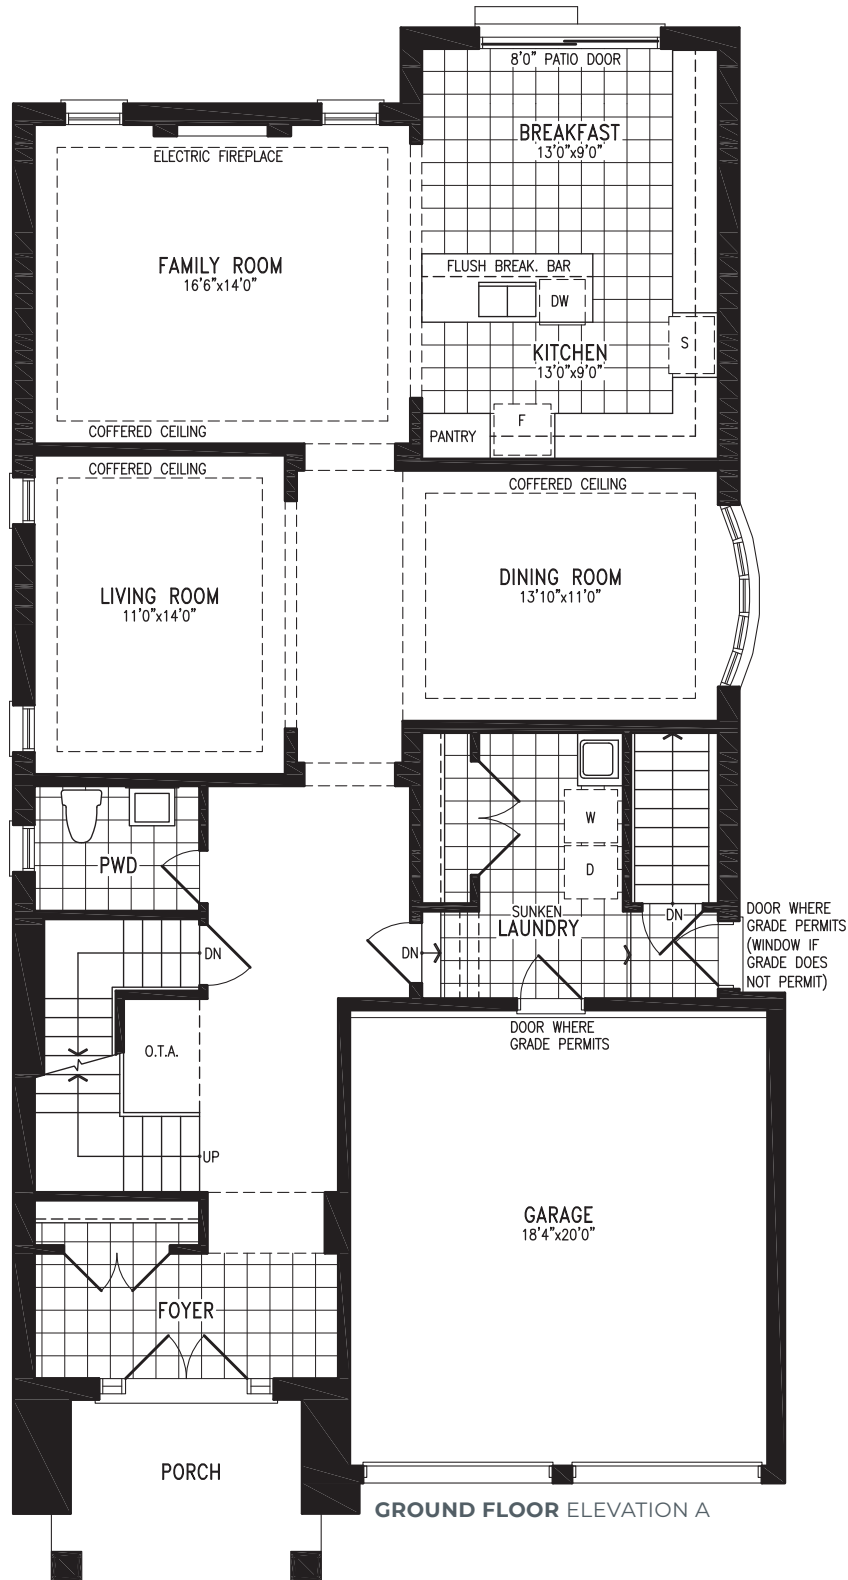 8'0" PATIO DOOR
BREAKFAST
13'0"x9'0"
ELECTRIC FIREPLACE
FAMILY ROOM
16'6"x14'0"
FLUSH BREAK. BAR
DW
S
KITCHEN
13'0"x9'0"
F
PANTRY
COFFERED CEILING
COFFERED CEILING
COFFERED CEILING
LIVING ROOM
11'0"x14'0"
DINING ROOM
13'10"x11'0"
W
D
PWD
SUNKEN
LAUNDRY
DN
DN
DN
DOOR WHERE
GRADE PERMITS
(WINDOW IF
GRADE DOES
NOT PERMIT)
O.T.A.
DOOR WHERE
GRADE PERMITS
UP
GARAGE
18'4"x20'0"
FOYER
PORCH
GROUND FLOOR ELEVATION A